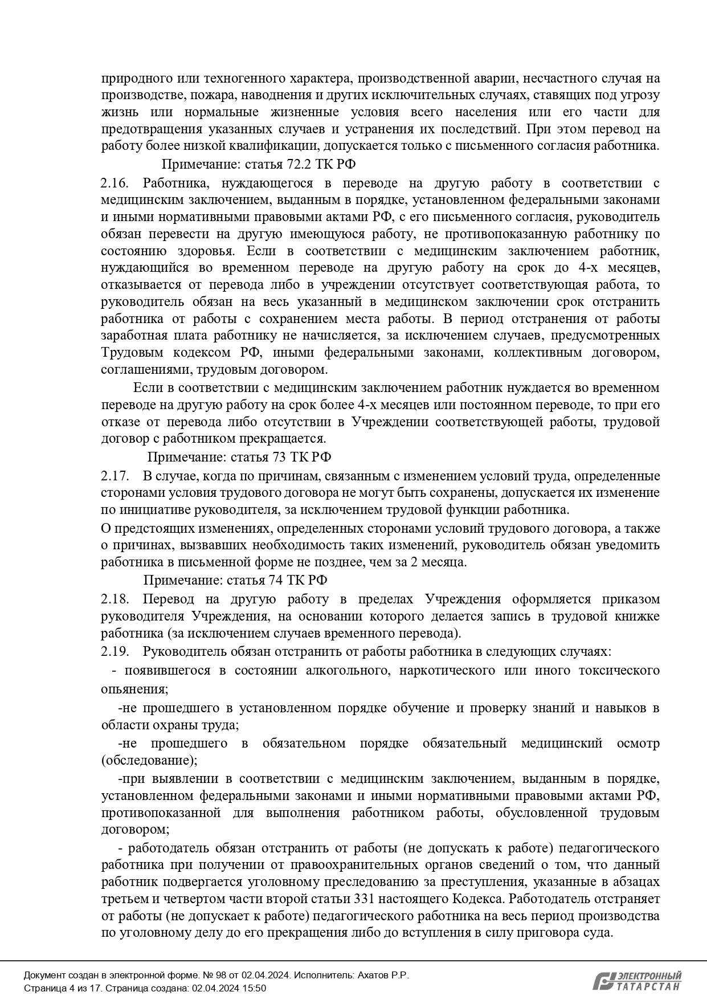 природного или техногенного характера, производственной аварии, несчастного случая на
производстве, пожара, наводнения и других исключительных случаях, ставящих под угрозу
жизнь или нормальные жизненные условия всего населения или его части для
предотвращения указанных случаев и устранения их последствий. При этом перевод на
работу более низкой квалификации, допускается только с письменного согласия работника.
Примечание: статья 72.2 ТК РФ
2.16. Работника, нуждающегося в переводе на другую работу в соответствии с
медицинским заключением, выданным в порядке, установленном федеральными законами
и иными нормативными правовыми актами РФ, с его письменного согласия, руководитель
обязан перевести на другую имеющуюся работу, не противопоказанную работнику по
состоянию здоровья. Если в соответствии с медицинским заключением работник,
нуждающийся во временном переводе на другую работу на срок до 4-х месяцев,
отказывается от перевода либо в учреждении отсутствует соответствующая работа, то
руководитель обязан на весь указанный в медицинском заключении срок отстранить
работника от работы с сохранением места работы. В период отстранения от работы
заработная плата работнику не начисляется, за исключением случаев, предусмотренных
Трудовым кодексом РФ, иными федеральными законами, коллективным договором,
соглашениями, трудовым договором.
Если в соответствии с медицинским заключением работник нуждается во временном
переводе на другую работу на срок более 4-х месяцев или постоянном переводе, то при его
отказе от перевода либо отсутствии в Учреждении соответствующей работы, трудовой
договор с работником прекращается.
Примечание: статья 73 ТК РФ
2.17. В случае, когда по причинам, связанным с изменением условий труда, определенные
сторонами условия трудового договора не могут быть сохранены, допускается их изменение
по инициативе руководителя, за исключением трудовой функции работника.
О предстоящих изменениях, определенных сторонами условий трудового договора, а также
о причинах, вызвавших необходимость таких изменений, руководитель обязан уведомить
работника в письменной форме не позднее, чем за 2 месяца.
Примечание: статья 74 ТК РФ
2.18. Перевод на другую работу в пределах Учреждения оформляется приказом
руководителя Учреждения, на основании которого делается запись в трудовой книжке
работника (за исключением случаев временного перевода).
2.19. Руководитель обязан отстранить от работы работника в следующих случаях:
- появившегося в состоянии алкогольного, наркотического или иного токсического
опьянения;
-не прошедшего в установленном порядке обучение и проверку знаний и навыков в
области охраны труда;
-не прошедшего в обязательном порядке обязательный медицинский осмотр
(обследование);
-при выявлении в соответствии с медицинским заключением, выданным в порядке,
установленном федеральными законами и иными нормативными правовыми актами РФ,
противопоказанной для выполнения работником работы, обусловленной трудовым
договором;
- работодатель обязан отстранить от работы (не допускать к работе) педагогического
работника при получении от правоохранительных органов сведений о том, что данный
работник подвергается уголовному преследованию за преступления, указанные в абзацах
третьем и четвертом части второй статьи 331 настоящего Кодекса. Работодатель отстраняет
от работы (не допускает к работе) педагогического работника на весь период производства
по уголовному делу до его прекращения либо до вступления в силу приговора суда.
Документ создан в электронной форме. № 98 от 02.04.2024. Исполнитель: Ахатов Р.Р.
Страница 4 из 17. Страница создана: 02.04.2024 15:50
ЭЛЕКТРОННЫЙ
ТАТАРСТАН